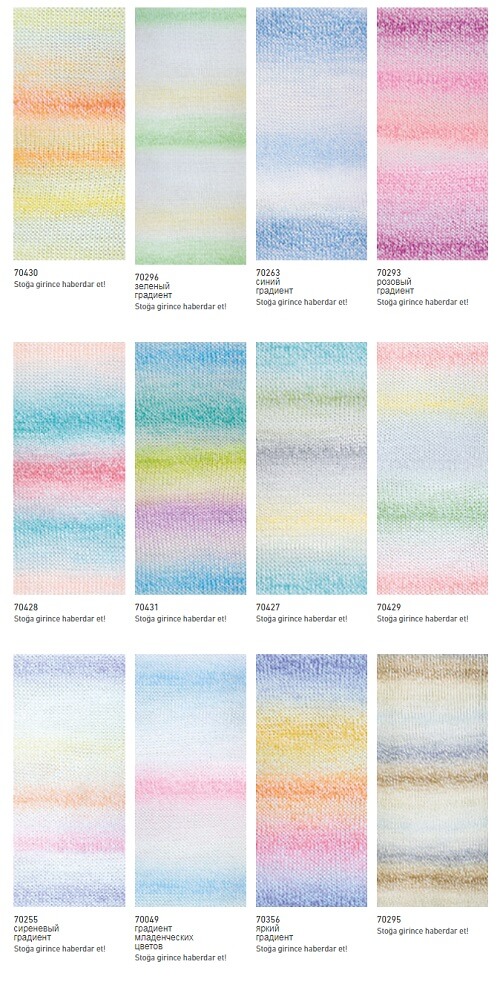 70430
Stoğa girince haberdar et!
70296
зеленый
градиент
Stoğa girince haberdar et!
70263
синий
градиент
Stoğa girince haberdar et!
70293
розовый
градиент
Stoğa girince haberdar et!
70428
Stoğa girince haberdar et!
70431
Stoğa girince haberdar et!
70427
Stoğa girince haberdar et!
70429
Stoğa girince haberdar et!
70255
сиреневый
градиент
Stoğa girince haberdar et!
70049
градиент
младенческих
цветов
Stoğa girince haberdar et!
70356
яркий
градиент
Stoğa girince haberdar et!
70295
Stoğa girince haberdar et!